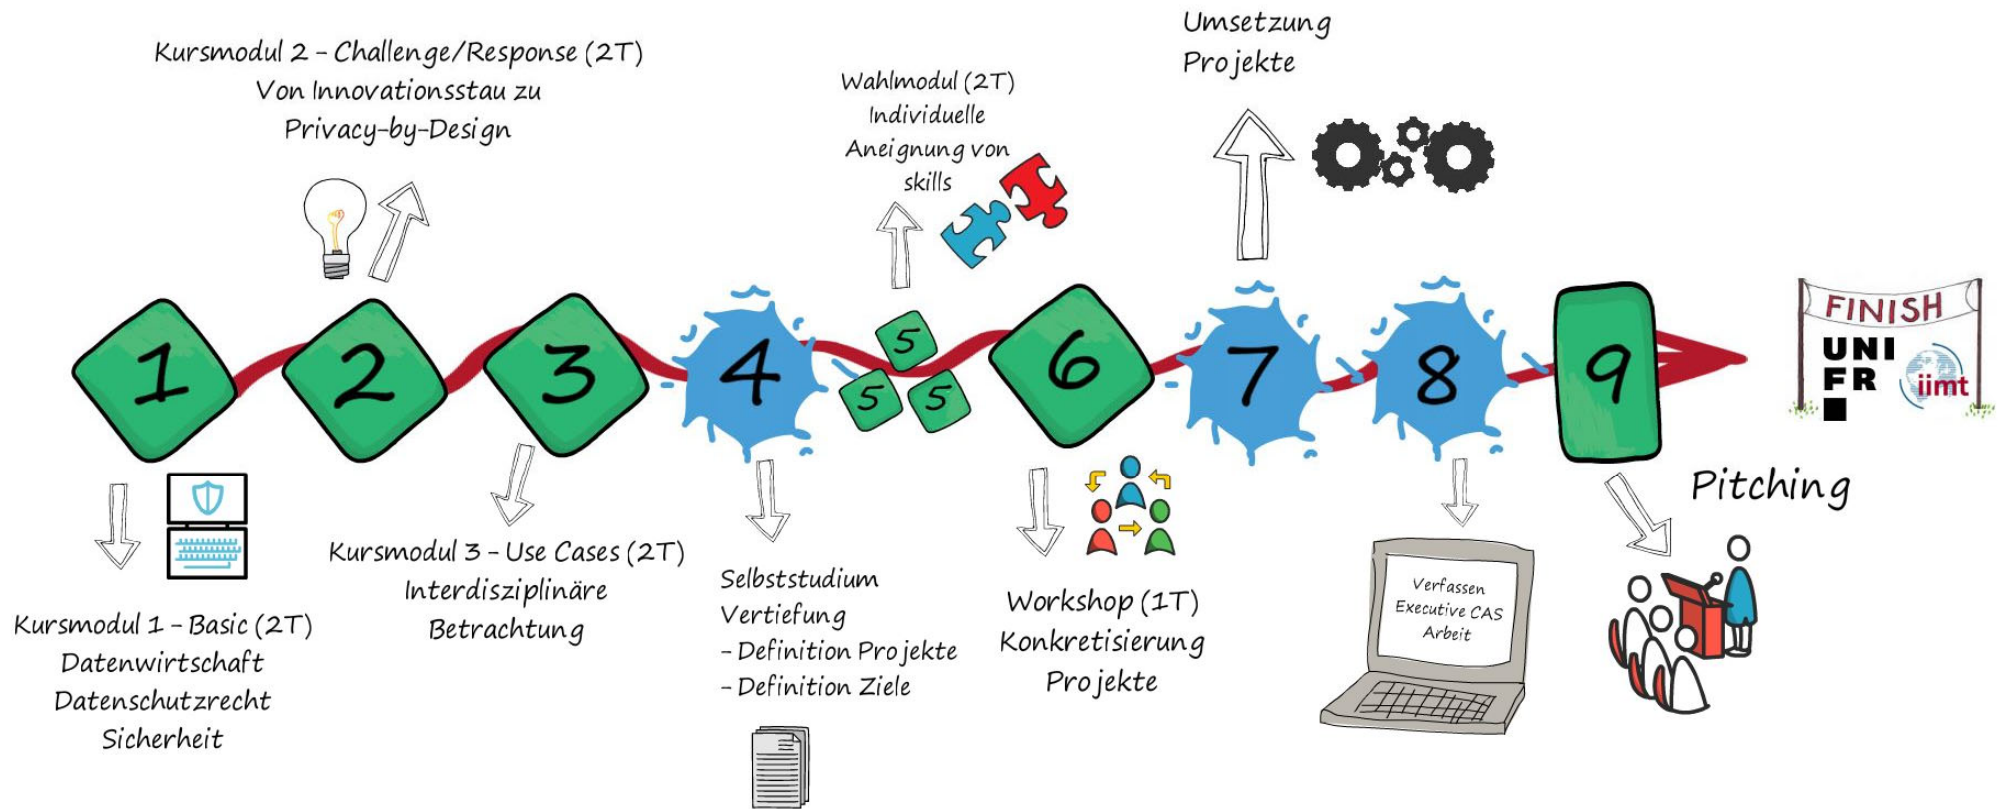 Kursmodul 2 - Challenge/Response (2T)
Von Innovationsstau zu
Privacy-by-Design
Wahlmodul (2T)
Individuelle
Aneignung von
skills
Umsetzung
Projekte
1
2
3
4
5
5
5
6
7
8
9
FINISH
UNI
FR
iimt
Kursmodul 1 - Basic (2T)
Datenwirtschaft
Datenschutzrecht
Sicherheit
Kursmodul 3 - Use Cases (2T)
Interdisziplinäre
Betrachtung
Selbststudium
Vertiefung
- Definition Projekte
- Definition Ziele
Workshop (1T)
Konkretisierung
Projekte
Verfassen
Executive CAS
Arbeit
Pitching